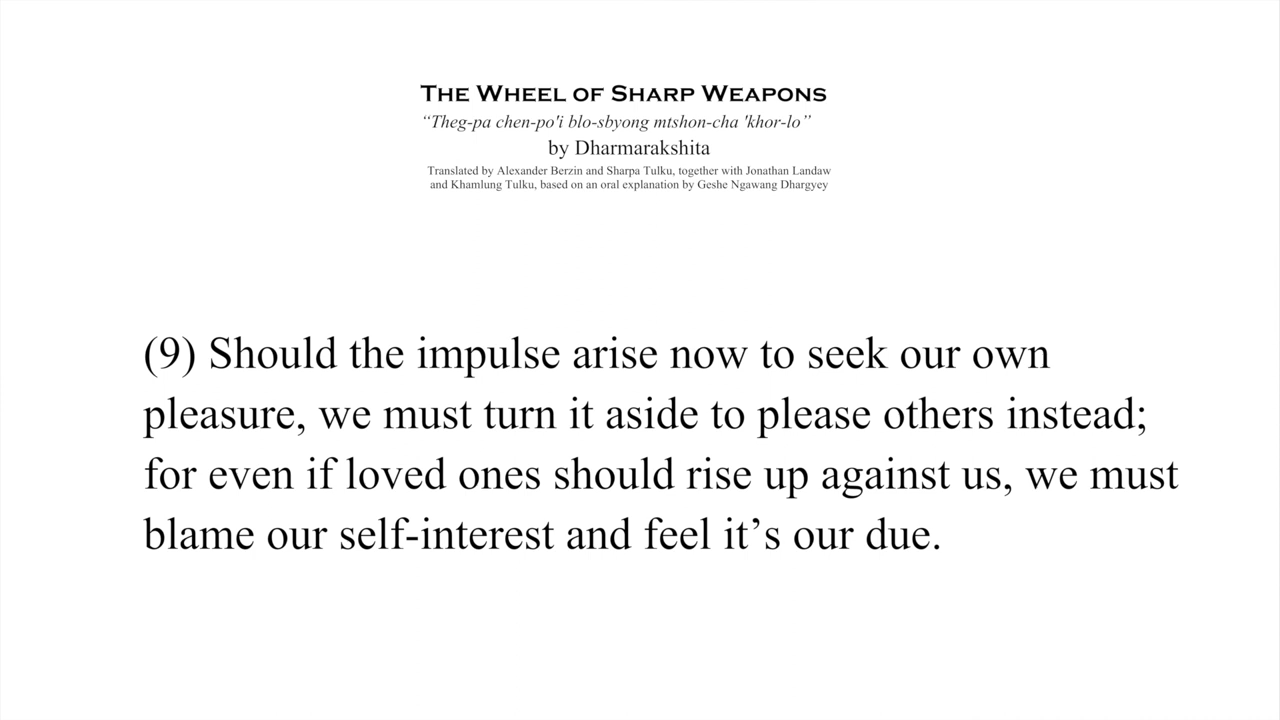 THE WHEEL OF SHARP WEAPONS
“Theg-pa chen-po'i blo-sbyong mtshon-cha 'khor-lo”
by Dharmarakshita
Translated by Alexander Berzin and Sharpa Tulku, together with Jonathan Landaw
and Khamlung Tulku, based on an oral explanation by Geshe Ngawang Dhargyey
(9) Should the impulse arise now to seek our own
pleasure, we must turn it aside to please others instead;
for even if loved ones should rise up against us, we must
blame our self-interest and feel it’s our due.